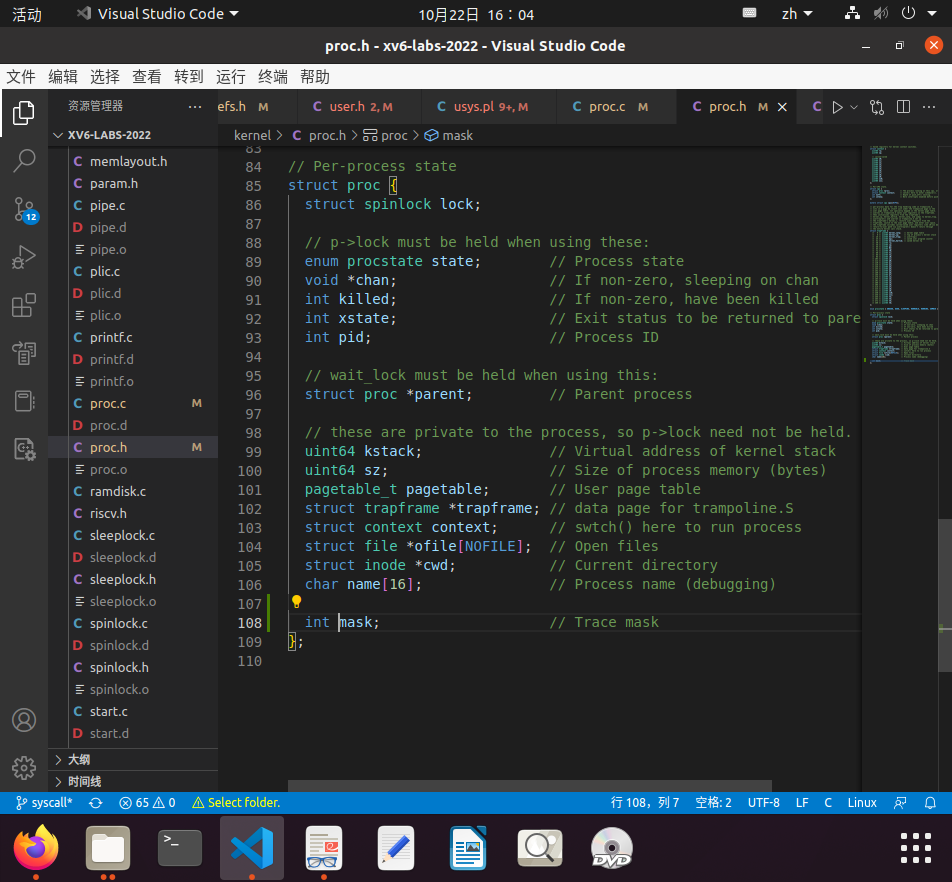 活动
Visual Studio Code
10月22日 16：04
zh
proc.h - xv6-labs-2022 - Visual Studio Code
文件 编辑 选择 查看 转到 运行 终端 帮助
资源管理器 ···
efs.h M
C user.h 2, M
C usys.pl 9+, M
C proc.c M
C proc.h M
C
kernel > C proc.h > proc > mask
XV6-LABS-2022
C memlayout.h
C param.h
C pipe.c
D pipe.d
pipe.o
C plic.c
D plic.d
plic.o
C printf.c
D printf.d
printf.o
C proc.c M
D proc.d
C proc.h M
proc.o
C ramdisk.c
C riscv.h
C sleeplock.c
D sleeplock.d
C sleeplock.h
sleeplock.o
C spinlock.c
D spinlock.d
C spinlock.h
spinlock.o
C start.c
D start.d
大纲
时间线
12
83
84 // Per-process state
85 struct proc {
86 struct spinlock lock;
87
88 // p->lock must be held when using these:
89 enum procstate state; // Process state
90 void *chan; // If non-zero, sleeping on chan
91 int killed; // If non-zero, have been killed
92 int xstate; // Exit status to be returned to pare
93 int pid; // Process ID
94
95 // wait_lock must be held when using this:
96 struct proc *parent; // Parent process
97
98 // these are private to the process, so p->lock need not be held.
99 uint64 kstack; // Virtual address of kernel stack
100 uint64 sz; // Size of process memory (bytes)
101 pagetable_t pagetable; // User page table
102 struct trapframe *trapframe; // data page for trampoline.S
103 struct context context; // swtch() here to run process
104 struct file *ofile[NOFILE]; // Open files
105 struct inode *cwd; // Current directory
106 char name[16]; // Process name (debugging)
107
108 int mask; // Trace mask
109 };
110
syscall* 65 0 Select folder. 行 108，列 7 空格: 2 UTF-8 LF C Linux
>_
DVD